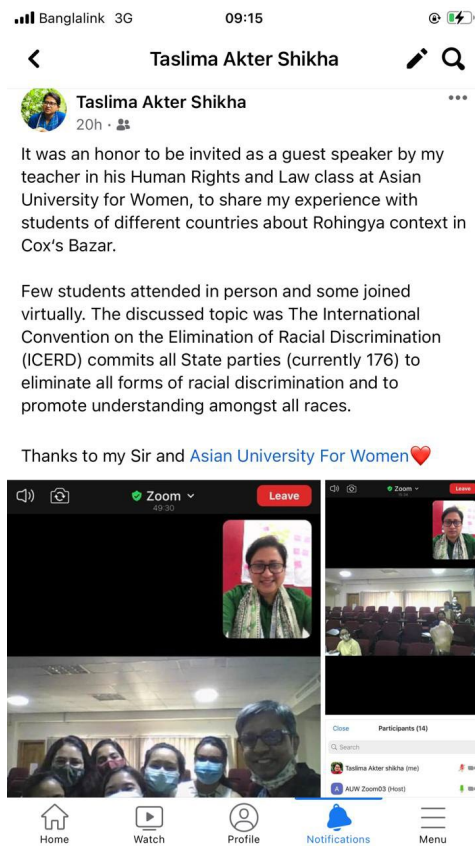 Banglalink 3G 09:15
Taslima Akter Shikha
Taslima Akter Shikha
20h
It was an honor to be invited as a guest speaker by my
teacher in his Human Rights and Law class at Asian
University for Women, to share my experience with
students of different countries about Rohingya context in
Cox's Bazar.
Few students attended in person and some joined
virtually. The discussed topic was The International
Convention on the Elimination of Racial Discrimination
(ICERD) commits all State parties (currently 176) to
eliminate all forms of racial discrimination and to
promote understanding amongst all races.
Thanks to my Sir and Asian University For Women
Zoom
49:30
Leave
Zoom
Leave
Close Participants (14)
Search
Taslima Akter shikha (me)
A AUW Zoom03 (Host)
Home Watch Profile Notifications Menu